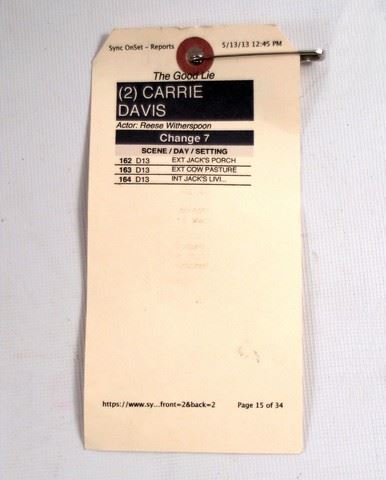 Sync OnSet - Reports 5/13/13 12:45 PM
The Good Lie
(2) CARRIE
DAVIS
Actor: Reese Witherspoon
Change 7
SCENE / DAY / SETTING
162 D13 EXT JACK'S PORCH
163 D13 EXT COW PASTURE
164 D13 INT JACK'S LIVI...
https://www.sy...front=2&back=2 Page 15 of 34